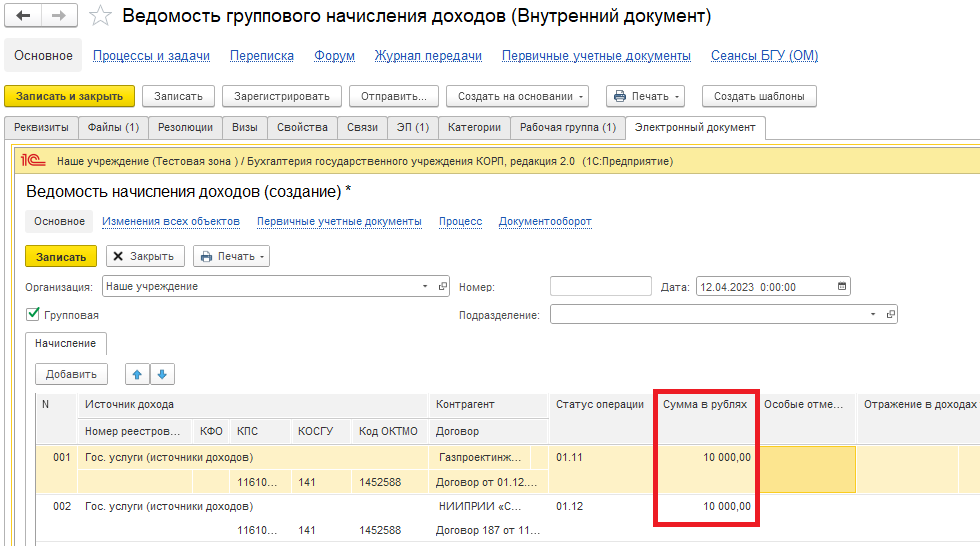 Ведомость группового начисления доходов (Внутренний документ)
Основное Процессы и задачи Переписка Форум Журнал передачи Первичные учетные документы Сеансы БГУ (ОМ)
Записать и закрыть Записать Зарегистрировать Отправить... Создать на основании Печать Создать шаблоны
Реквизиты Файлы (1) Резолюции Визы Свойства Связи ЭП (1) Категории Рабочая группа (1) Электронный документ
1С Наше учреждение (Тестовая зона ) / Бухгалтерия государственного учреждения КОРП, редакция 2.0 (1С:Предприятие)
Ведомость начисления доходов (создание) *
Основное Изменения всех объектов Первичные учетные документы Процесс Документооборот
Записать Закрыть Печать
Организация: Наше учреждение Номер: Дата: 12.04.2023 0:00:00
Групповая Подразделение:
Начисление
Добавить
N Источник дохода Контрагент Статус операции Сумма в рублях Особые отме... Отражение в доходах
Номер реестров... КФО КПС КОСГУ Код ОКТМО Договор
001 Гос. услуги (источники доходов) Газпроектинж... 01.11 10 000,00
11610... 141 1452588 Договор от 01.12....
002 Гос. услуги (источники доходов) НИИПРИИ «С... 01.12 10 000,00
11610... 141 1452588 Договор 187 от 11...